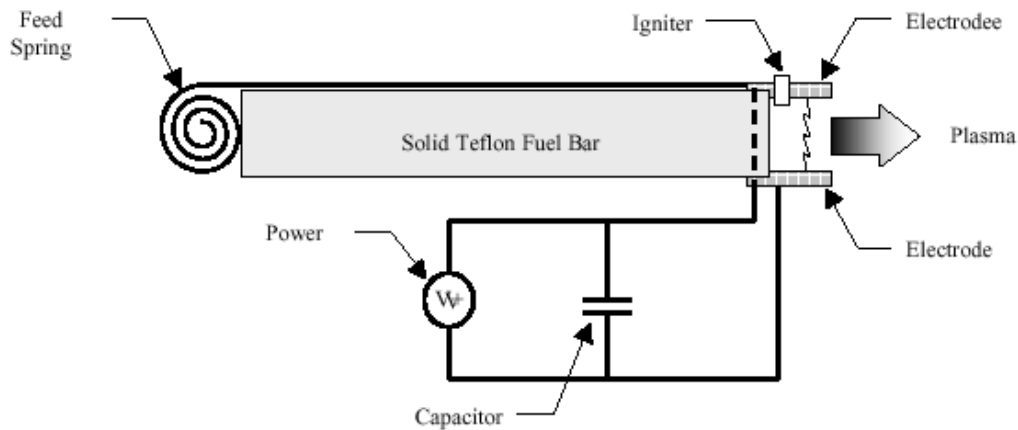 Feed
Spring
Igniter
Electrodee
Solid Teflon Fuel Bar
Plasma
Power
Electrode
V+
Capacitor